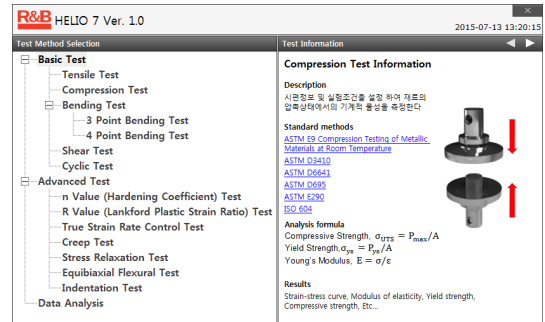 R&B HELIO 7 Ver. 1.0
2015-07-13 13:20:15
Test Method Selection
Basic Test
Tensile Test
Compression Test
Bending Test
3 Point Bending Test
4 Point Bending Test
Shear Test
Cyclic Test
Advanced Test
n Value (Hardening Coefficient) Test
R Value (Lankford Plastic Strain Ratio) Test
True Strain Rate Control Test
Creep Test
Stress Relaxation Test
Equibiaxial Flexural Test
Indentation Test
Data Analysis
Test Information
Compression Test Information
Description
시편정보 및 실험조건를 설정 하여 재료의
압축상태에서의 기계적 물성을 측정한다
Standard methods
ASTM E9 Compression Testing of Metallic
Materials at Room Temperature
ASTM D3410
ASTM D6641
ASTM D695
ASTM E290
ISO 604
Analysis formula
Compressive Strength, σUTS = Pmax/A
Yield Strength,σys = Pys/A
Young's Modulus, E = σ/ε
Results
Strain-stress curve, Modulus of elasticity, Yield strength,
Compressive strength, Etc...